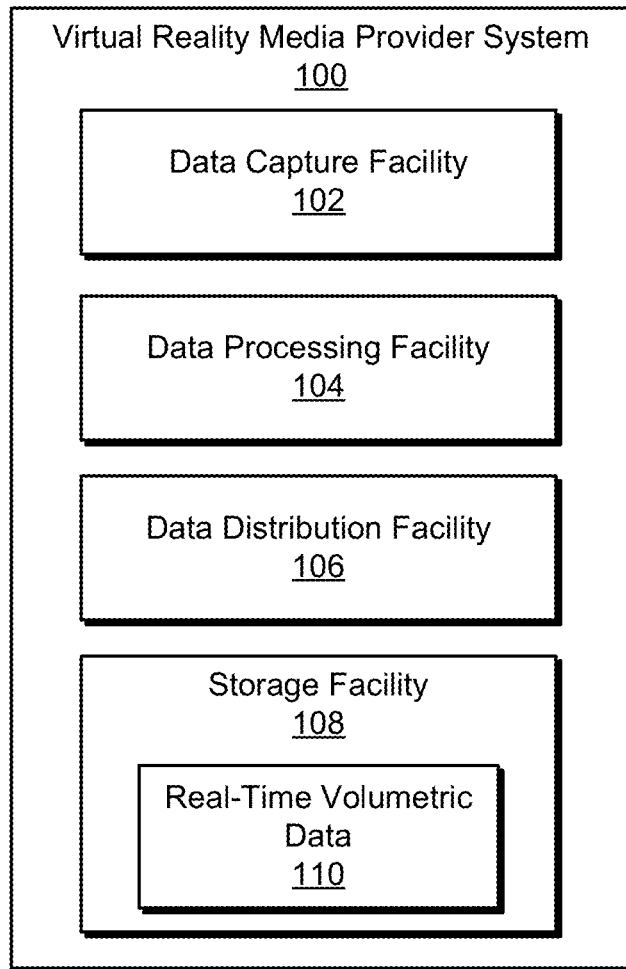 Virtual Reality Media Provider System
100
Data Capture Facility
102
Data Processing Facility
104
Data Distribution Facility
106
Storage Facility
108
Real-Time Volumetric
Data
110